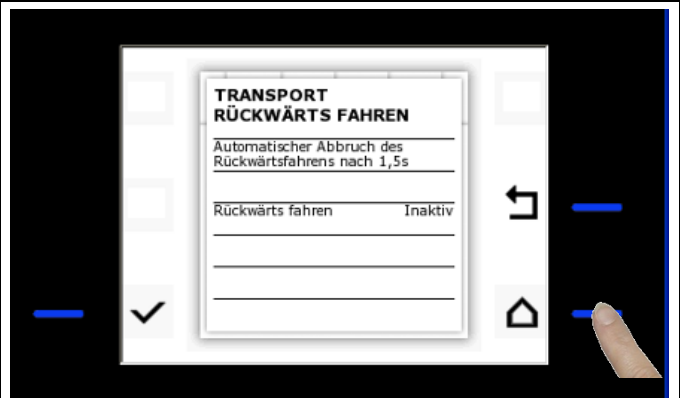 TRANSPORT
RÜCKWÄRTS FAHREN
Automatischer Abbruch des
Rückwärtsfahrens nach 1,5s
Rückwärts fahren Inaktiv